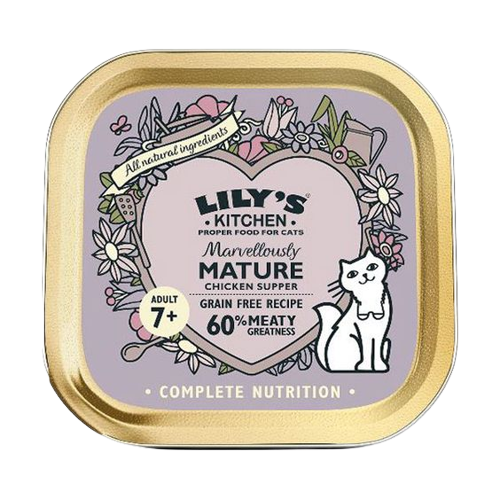 All natural ingredients
LILY'S®
KITCHEN
PROPER FOOD FOR CATS
Marvellously
MATURE
CHICKEN SUPPER
GRAIN FREE RECIPE
60% MEATY
GREATNESS
ADULT
7+
• COMPLETE NUTRITION •